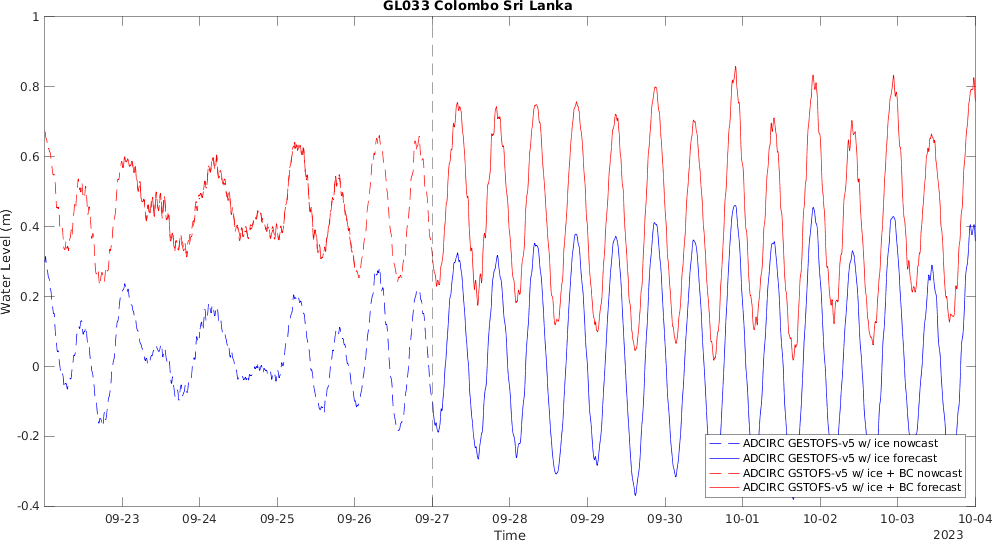 GL033 Colombo Sri Lanka
1
0.8
0.6
0.4
0.2
0
-0.2
-0.4
Water Level (m)
ADCIRC GESTOFS-v5 w/ ice nowcast
ADCIRC GESTOFS-v5 w/ ice forecast
ADCIRC GSTOFS-v5 w/ ice + BC nowcast
ADCIRC GSTOFS-v5 w/ ice + BC forecast
09-23 09-24 09-25 09-26 09-27 09-28 09-29 09-30 10-01 10-02 10-03 10-04
Time
2023